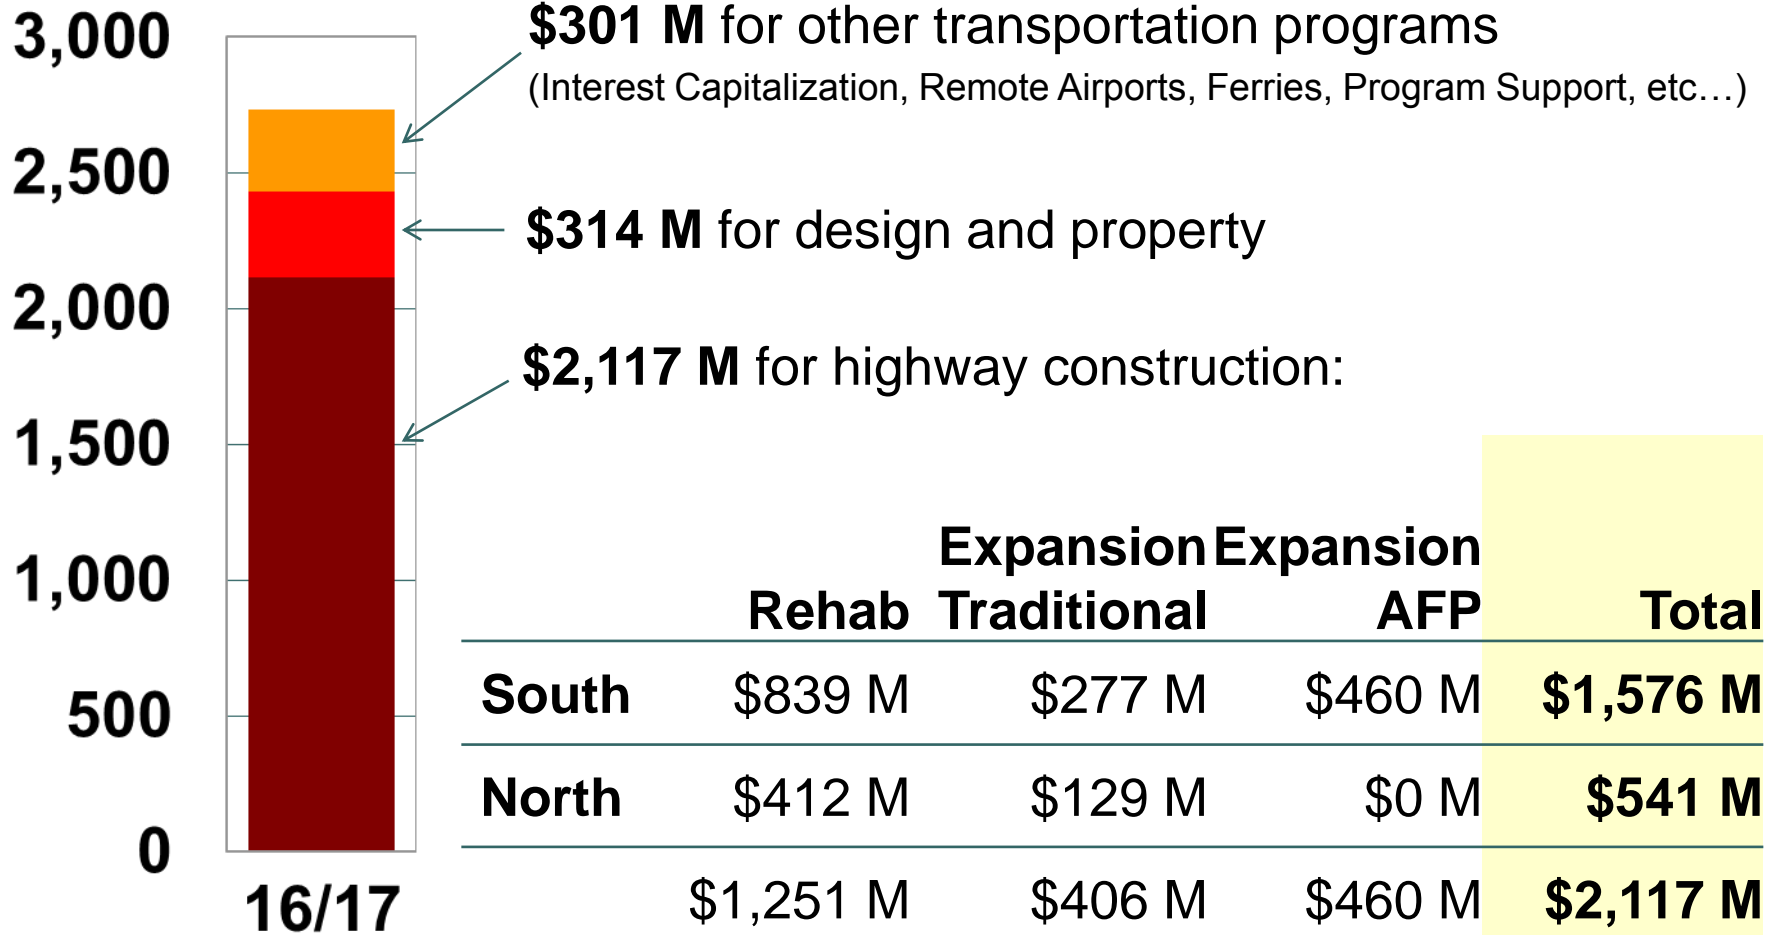 3,000
2,500
2,000
1,500
1,000
500
0
16/17
$301 M for other transportation programs
(Interest Capitalization, Remote Airports, Ferries, Program Support, etc…)
$314 M for design and property
$2,117 M for highway construction:
Expansion Expansion
Rehab Traditional AFP Total
South $839 M $277 M $460 M $1,576 M
North $412 M $129 M $0 M $541 M
$1,251 M $406 M $460 M $2,117 M